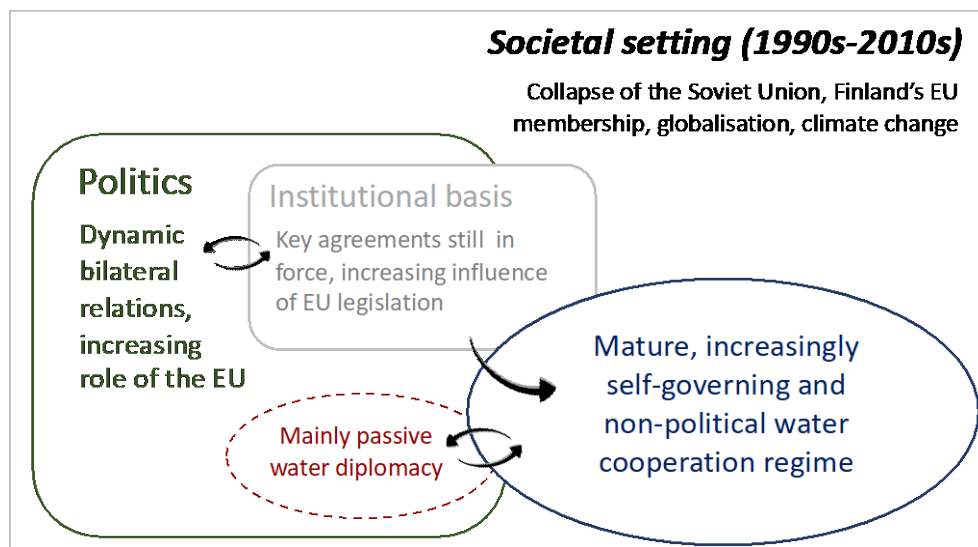 Societal setting (1990s-2010s)
Collapse of the Soviet Union, Finland's EU
membership, globalisation, climate change
Politics
Dynamic
bilateral
relations,
increasing
role of the EU
Institutional basis
Key agreements still in
force, increasing influence
of EU legislation
Mature, increasingly
self-governing and
non-political water
cooperation regime
Mainly passive
water diplomacy